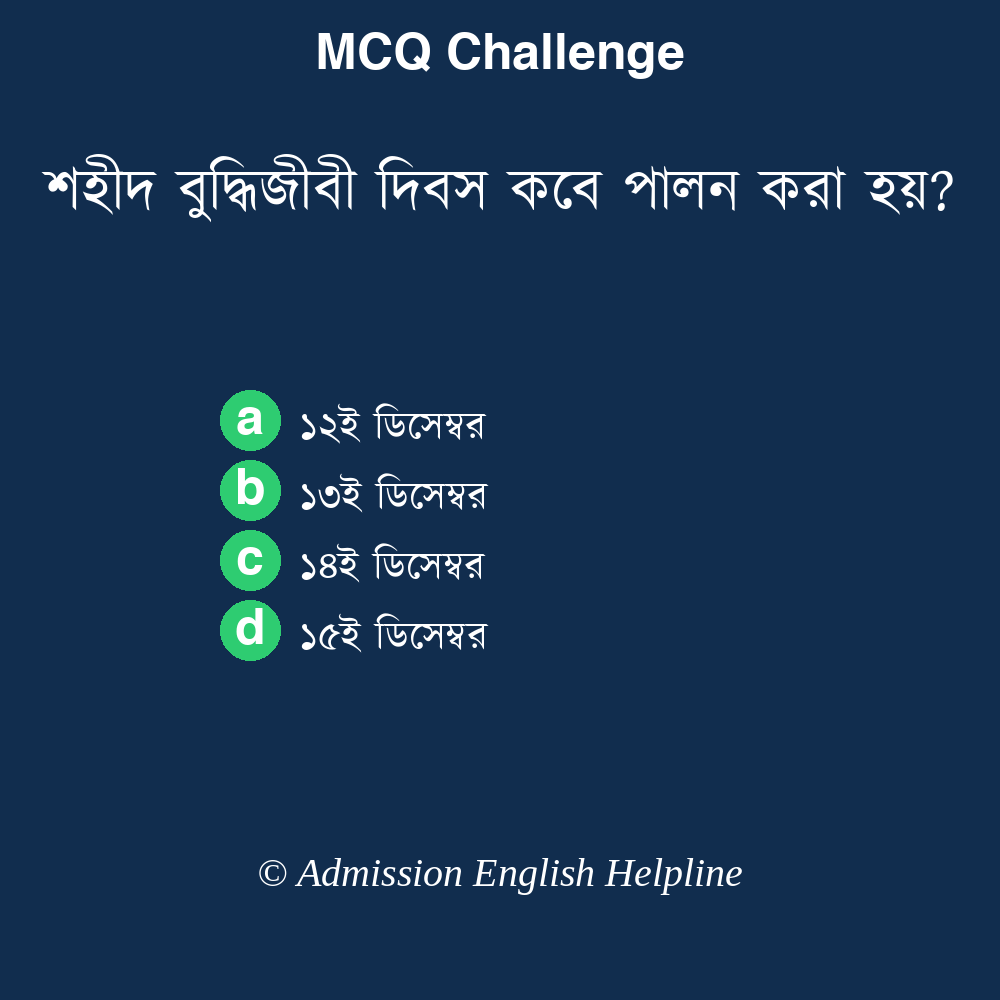 MCQ Challenge
শহীদ বুদ্ধিজীবী দিবস কবে পালন করা হয়?
a ১২ই ডিসেম্বর
b ১৩ই ডিসেম্বর
c ১৪ই ডিসেম্বর
d ১৫ই ডিসেম্বর
© Admission English Helpline